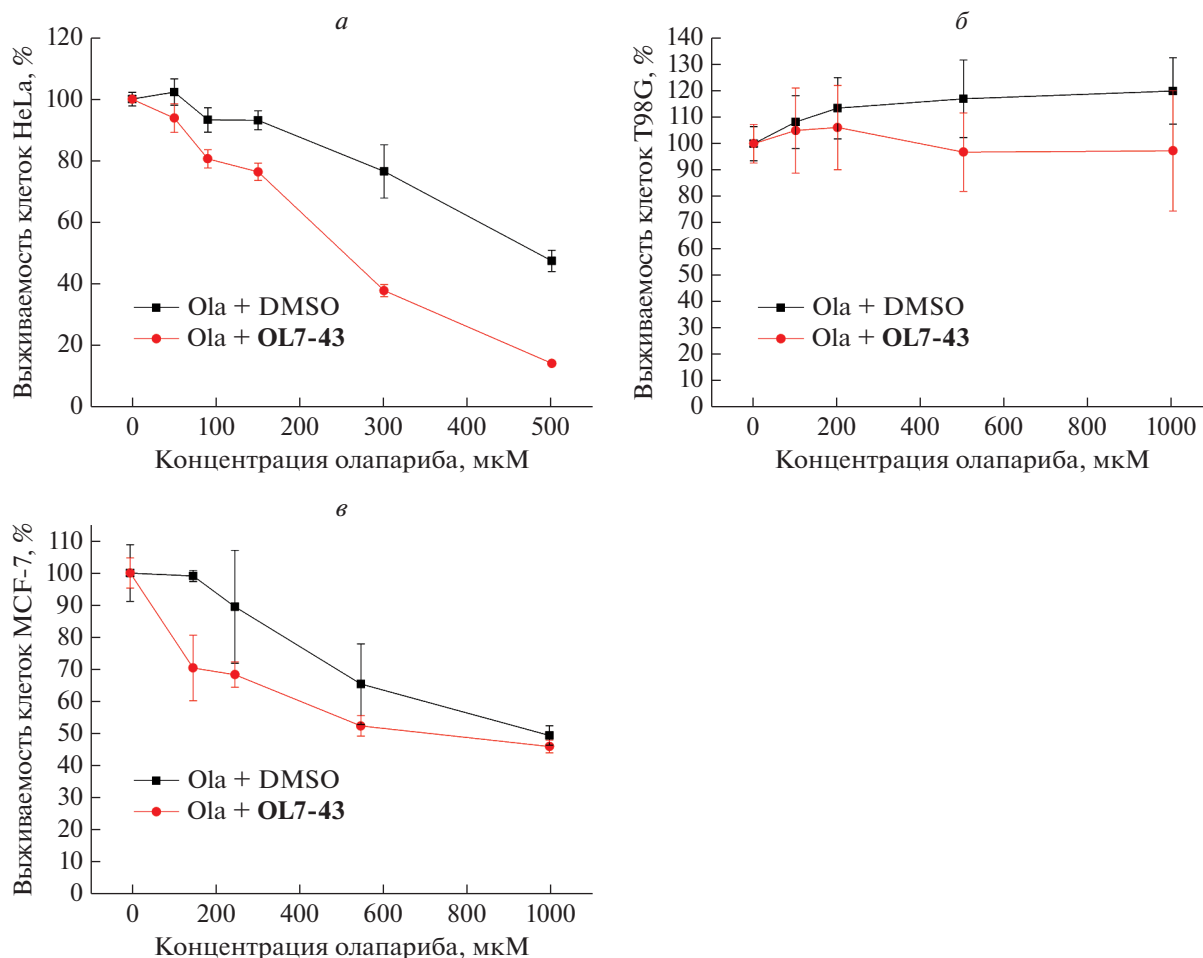 а
Выживаемость клеток HeLa, %
120
100
80
60
40
20
0
Ola + DMSO
Ola + OL7-43
0 100 200 300 400 500
Концентрация олапариба, мкМ
б
Выживаемость клеток T98G, %
140
130
120
110
100
90
80
70
60
50
40
30
20
10
0
Ola + DMSO
Ola + OL7-43
0 200 400 600 800 1000
Концентрация олапариба, мкМ
в
Выживаемость клеток MCF-7, %
110
100
90
80
70
60
50
40
30
20
10
0
Ola + DMSO
Ola + OL7-43
0 200 400 600 800 1000
Концентрация олапариба, мкМ